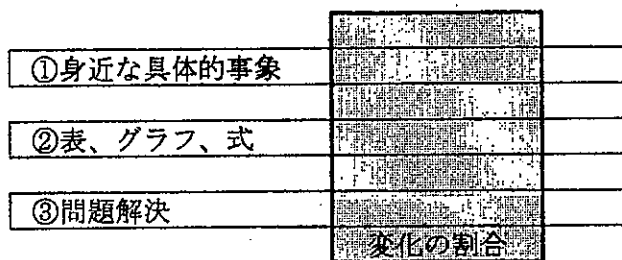 ①身近な具体的事象
②表、グラフ、式
③問題解決
変化の割合